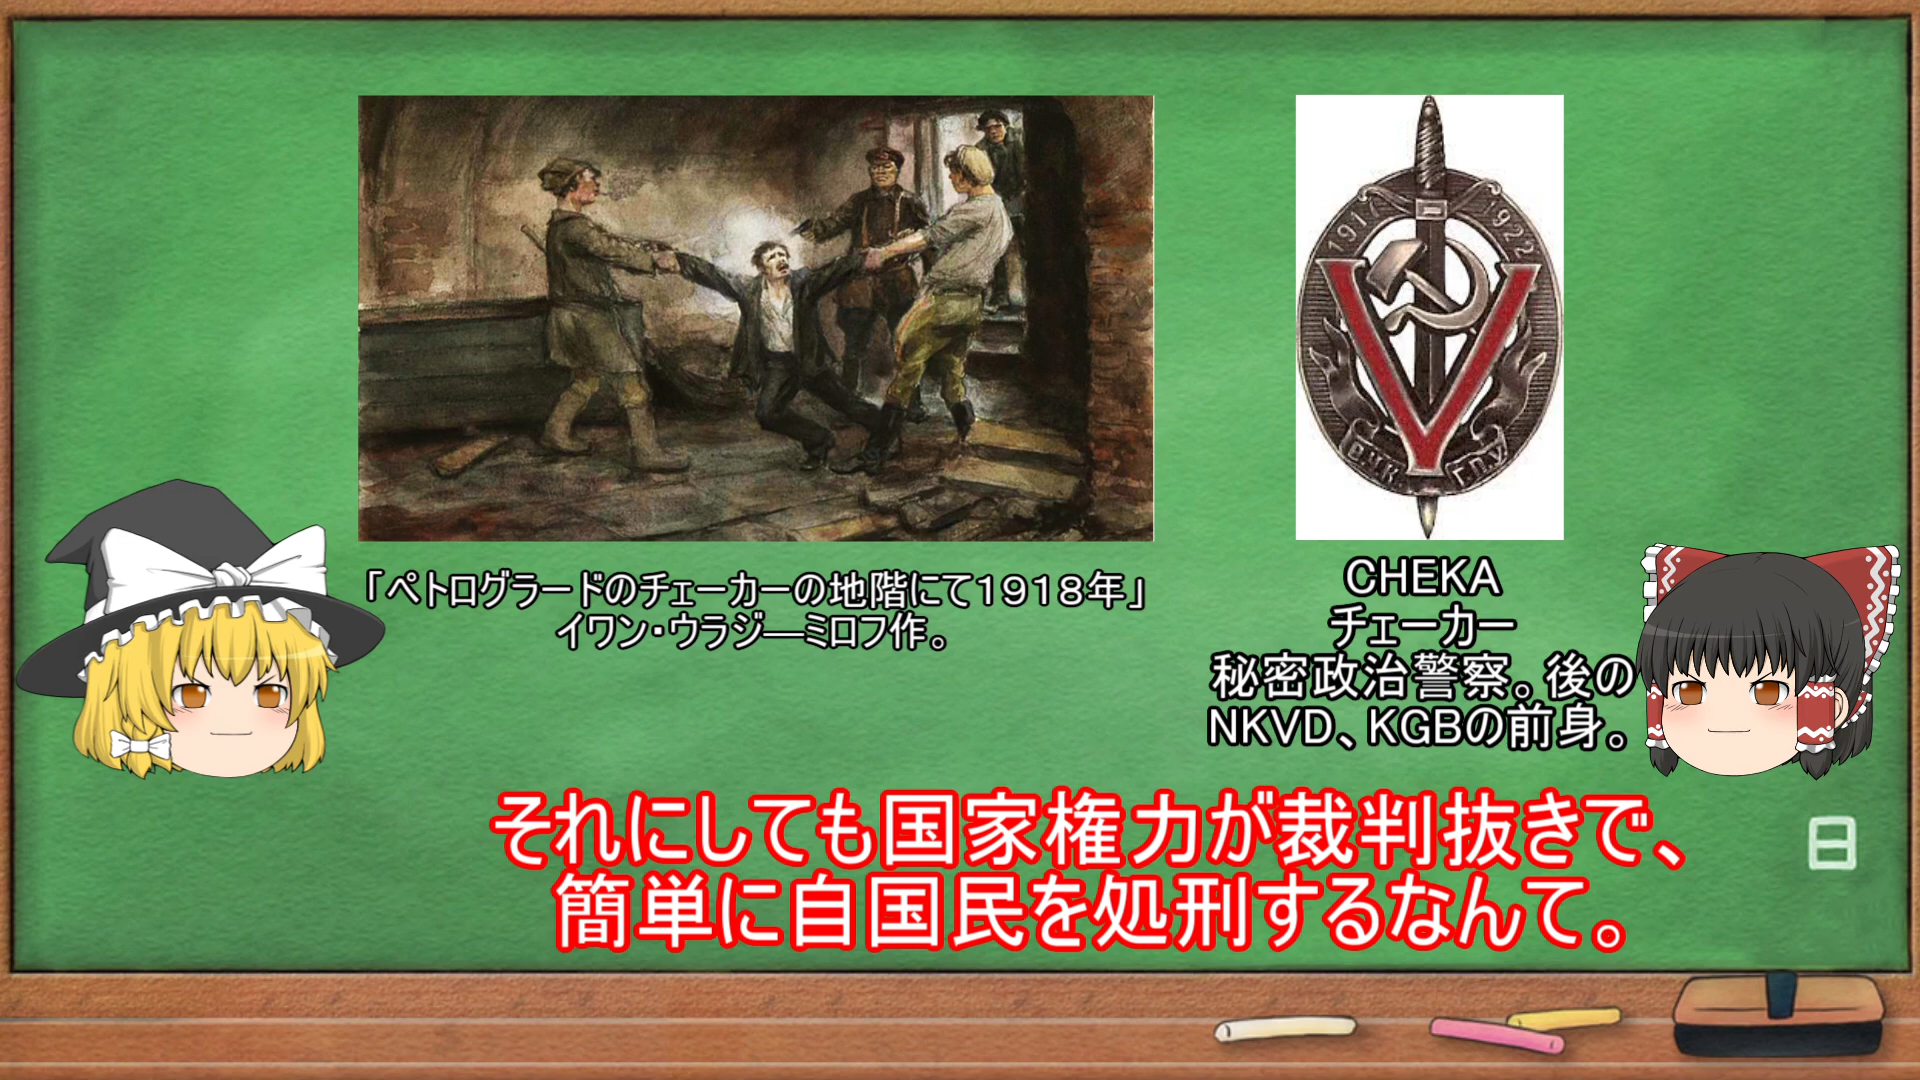 1917
1922
В.Ч.К.
Г.П.У
「ペトログラードのチェーカーの地階にて1918年」
イワン・ウラジ―ミロフ作。
CHEKA
チェーカー
秘密政治警察。後の
NKVD、KGBの前身。
それにしても国家権力が裁判抜きで、
簡単に自国民を処刑するなんて。
日